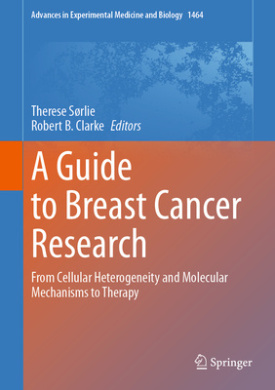 Advances in Experimental Medicine and Biology 1464
Therese Sørlie
Robert B. Clarke Editors
A Guide
to Breast Cancer
Research
From Cellular Heterogeneity and Molecular
Mechanisms to Therapy
Springer